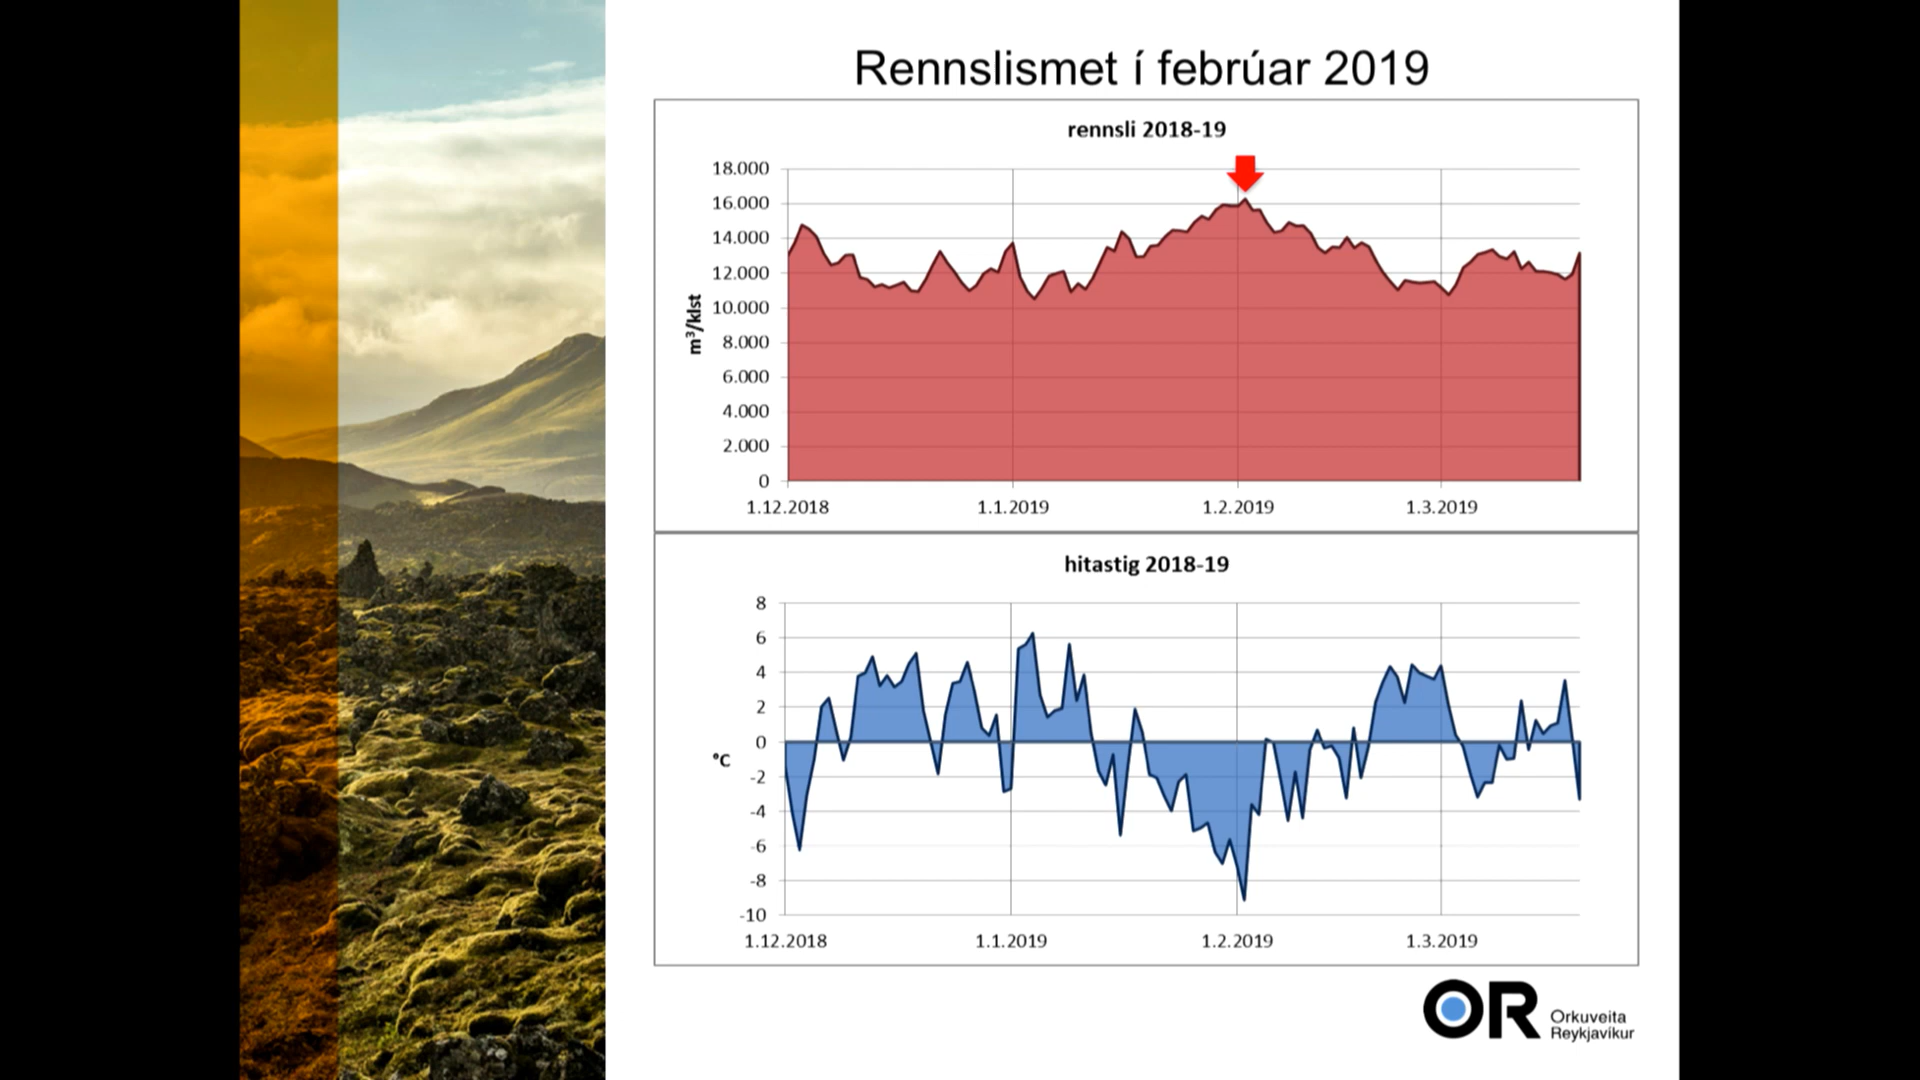 Rennslismet í febrúar 2019
rennsli 2018-19
18.000
16.000
14.000
12.000
10.000
8.000
6.000
4.000
2.000
0
m³/klst
1.12.2018 1.1.2019 1.2.2019 1.3.2019
hitastig 2018-19
8
6
4
2
0
-2
-4
-6
-8
-10
°C
1.12.2018 1.1.2019 1.2.2019 1.3.2019
OR
Orkuveita
Reykjavíkur